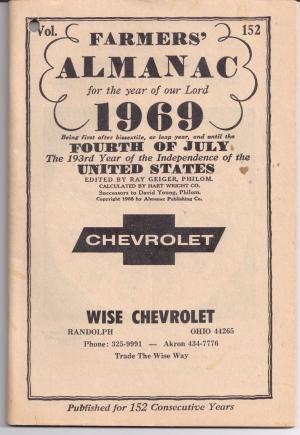 Vol. 152
FARMERS'
ALMANAC
for the year of our Lord
1969
Being first after bissextile, or leap year, and until the
FOURTH OF JULY
The 193rd Year of the Independence of the
UNITED STATES
EDITED BY RAY GEIGER, PHILOM.
CALCULATED BY HART WRIGHT CO.
Successors to David Young, Philom.
Copyright 1968 by Almanac Publishing Co.
CHEVROLET
WISE CHEVROLET
RANDOLPH OHIO 44265
Phone: 325-9991 — Akron 434-7776
Trade The Wise Way
Published for 152 Consecutive Years